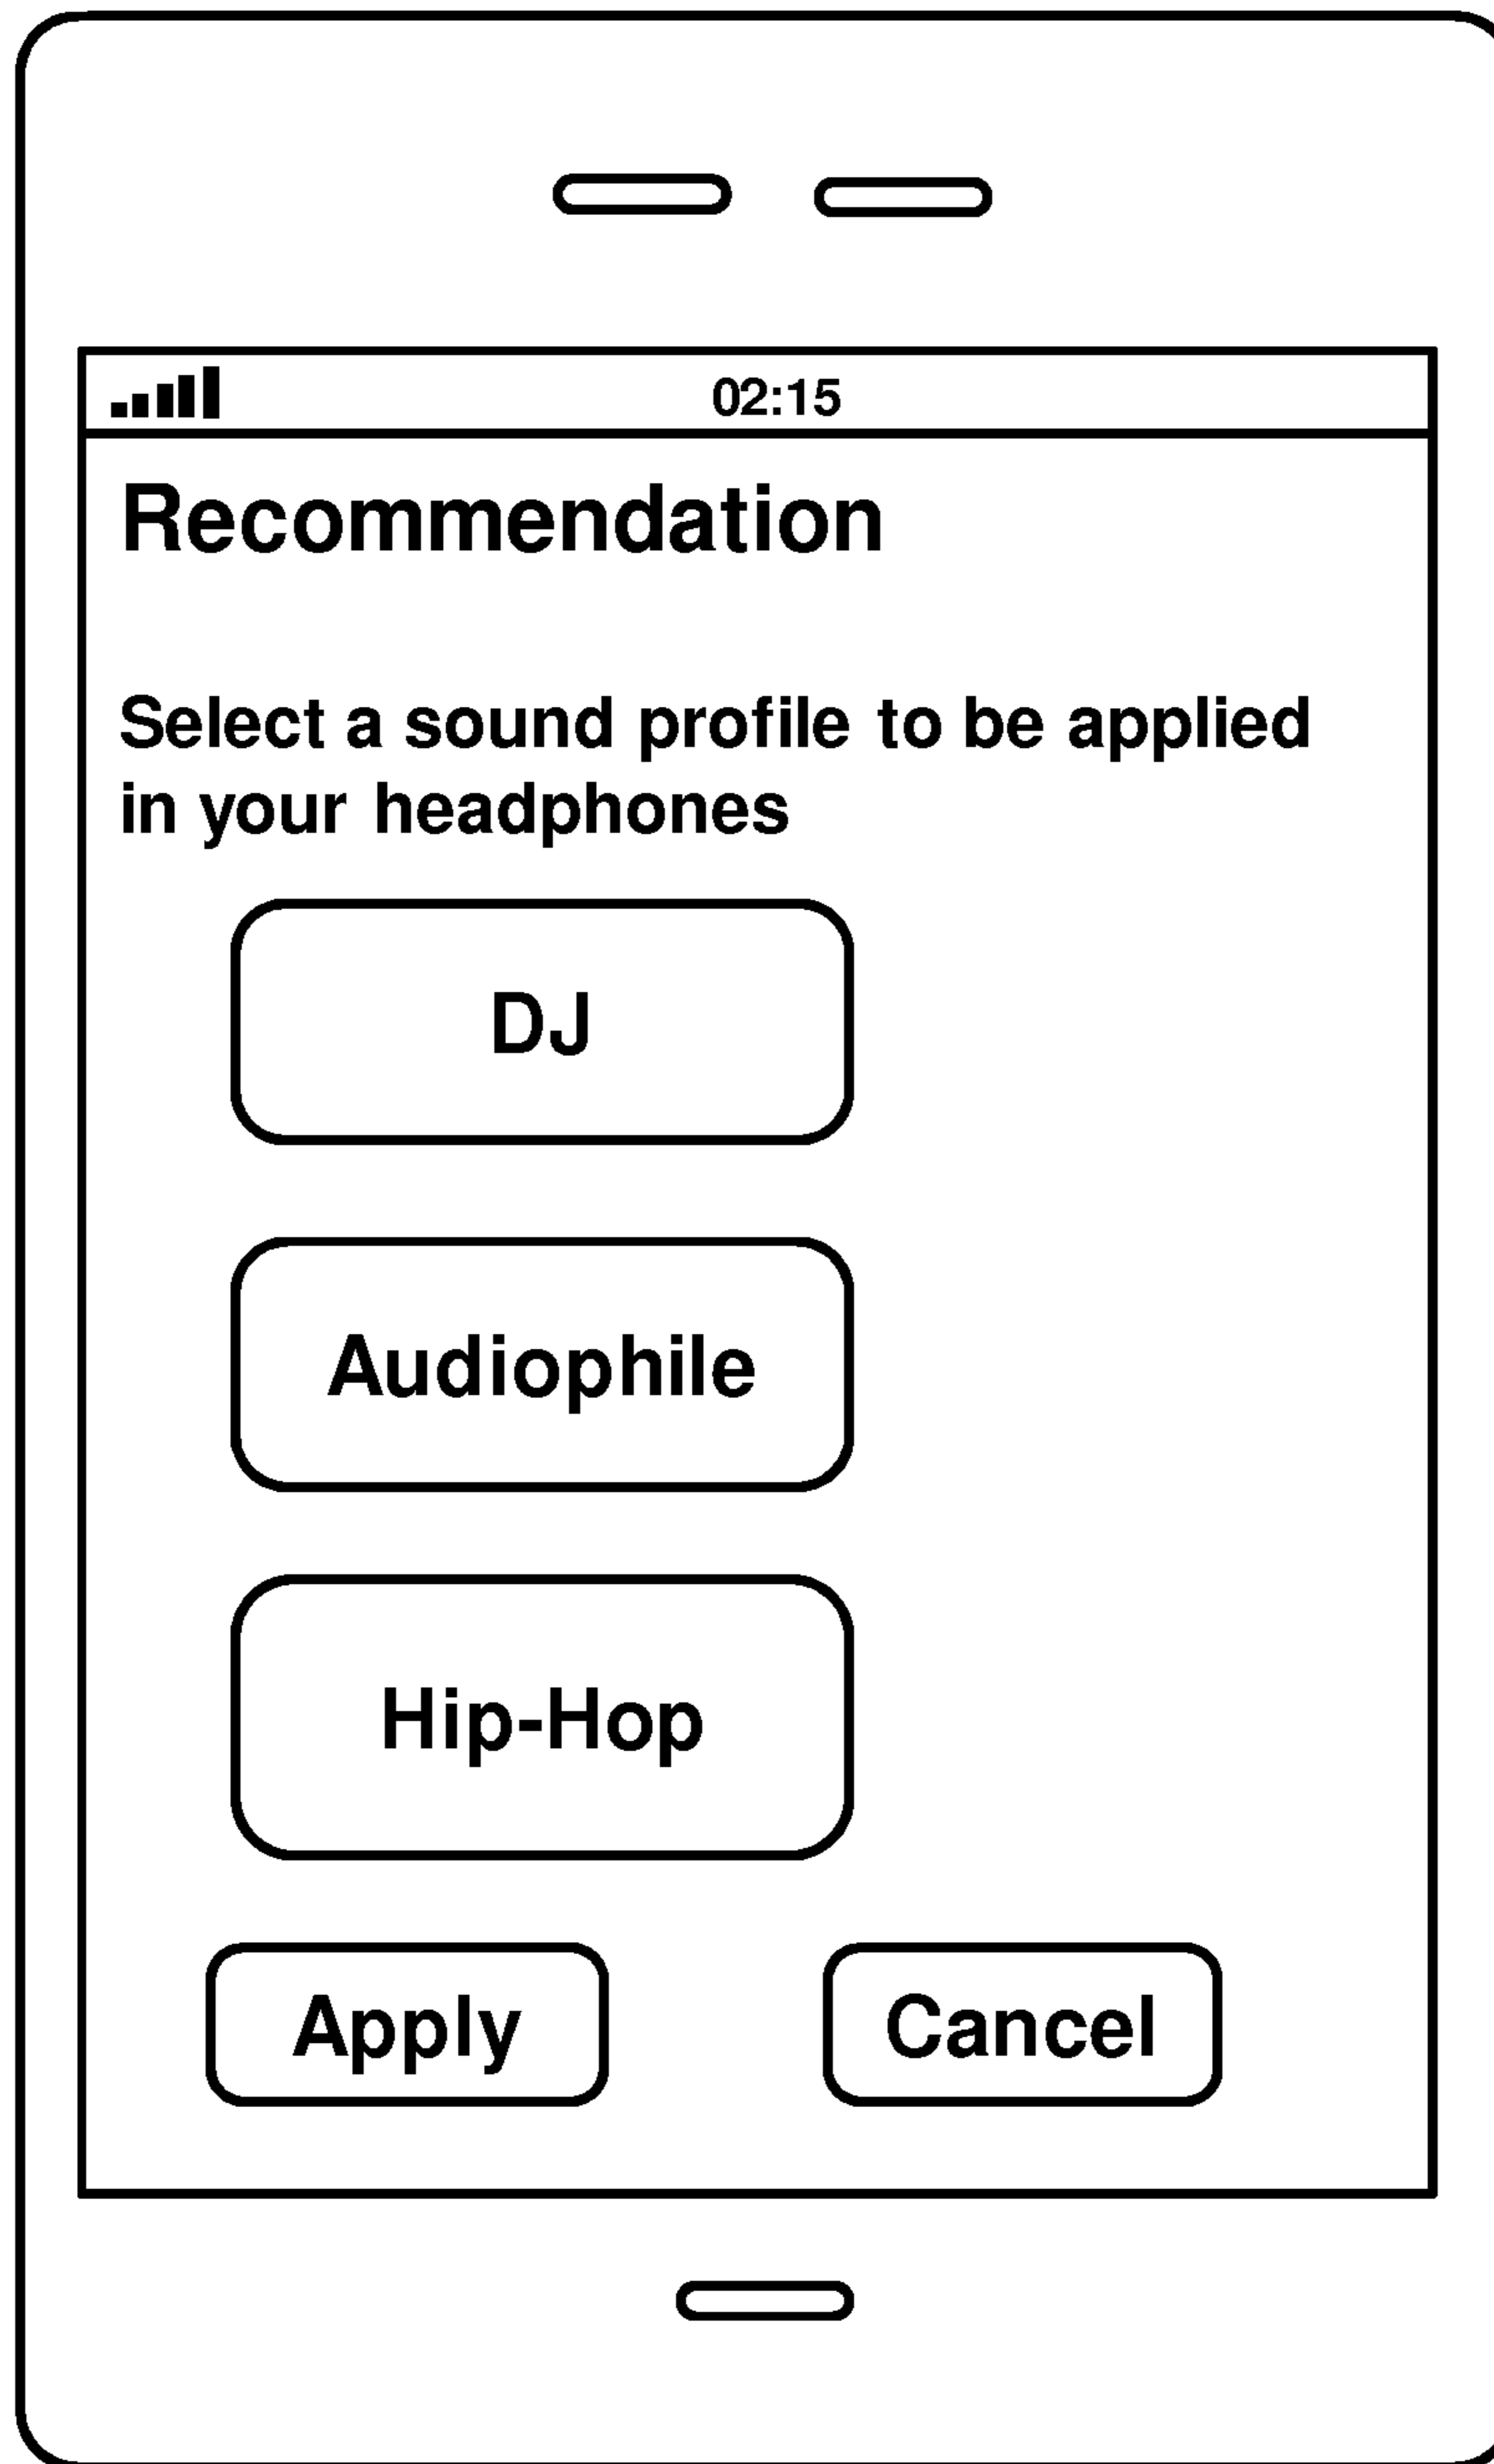 02:15
Recommendation
Select a sound profile to be applied
in your headphones
DJ
Audiophile
Hip-Hop
Apply
Cancel